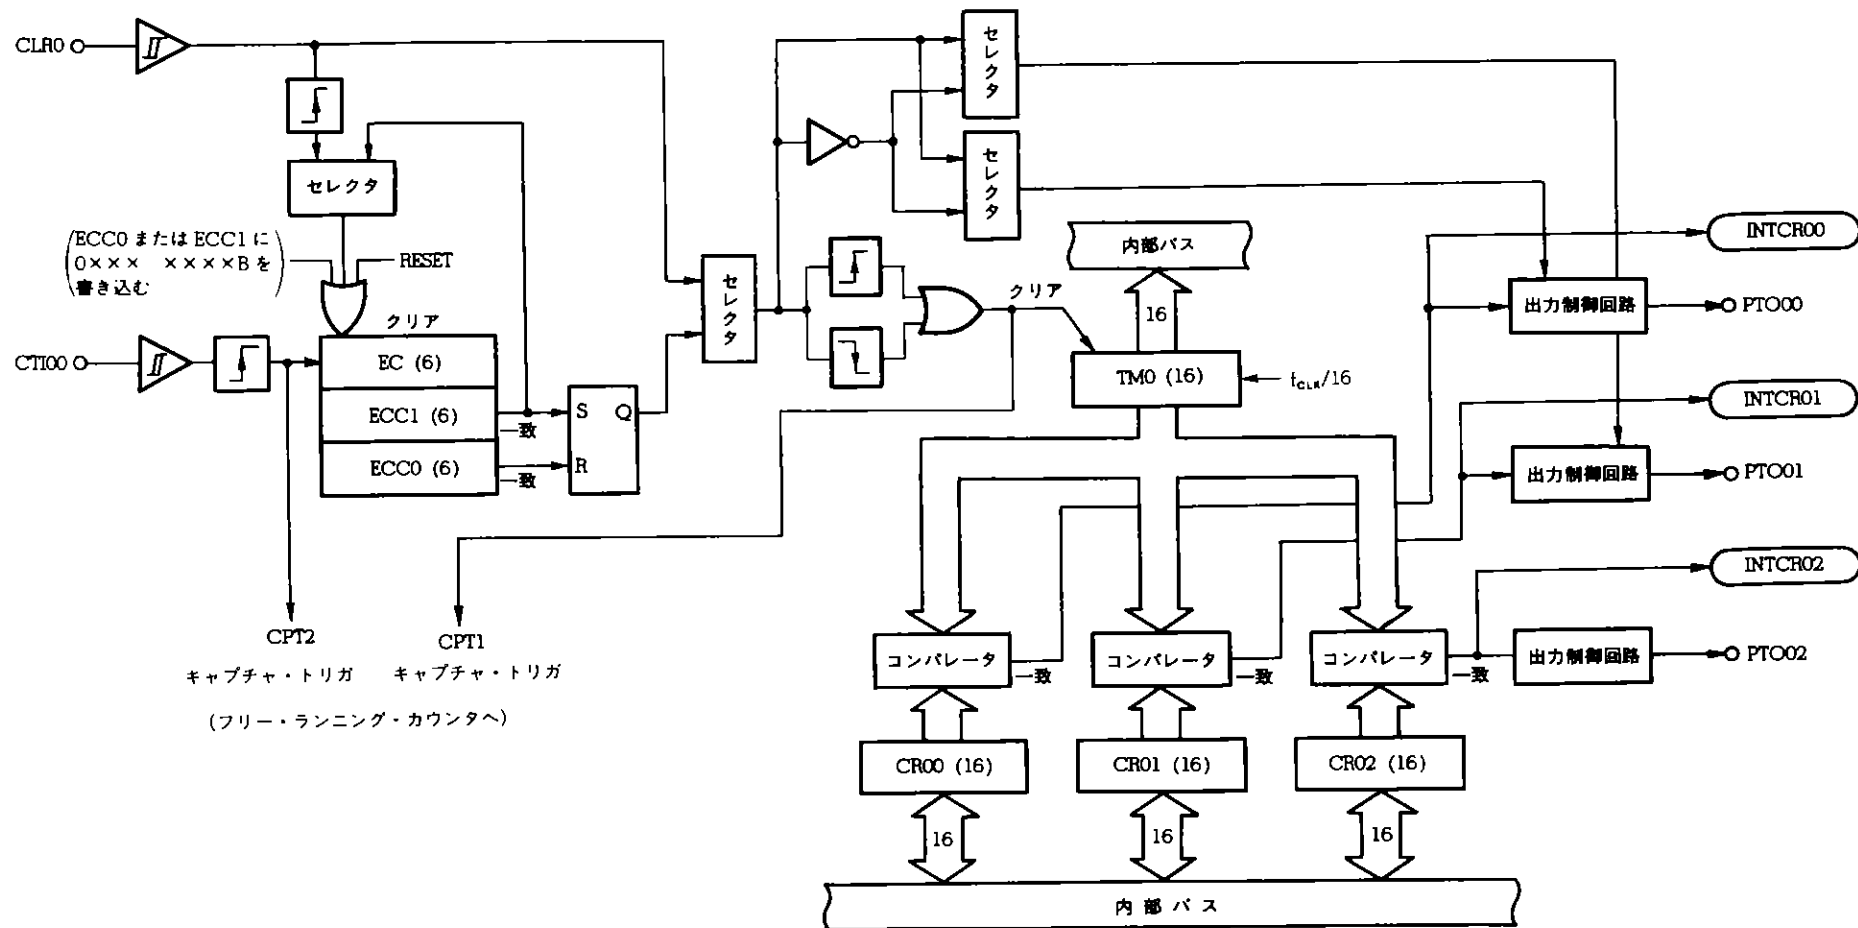 CLR0
セレクタ
ECC0 または ECC1 に
0××× ××××B を
書き込む
RESET
クリア
CTI00
EC (6)
ECC1 (6)
一致
ECC0 (6)
一致
S Q
R
セレクタ
セレクタ
セレクタ
クリア
内部バス
16
TM0 (16)
fCLK/16
INTCR00
出力制御回路
PTO00
INTCR01
出力制御回路
PTO01
INTCR02
出力制御回路
PTO02
CPT2
キャプチャ・トリガ
CPT1
キャプチャ・トリガ
(フリー・ランニング・カウンタへ)
コンパレータ
一致
コンパレータ
一致
コンパレータ
一致
CR00 (16)
CR01 (16)
CR02 (16)
16
16
16
内部バス